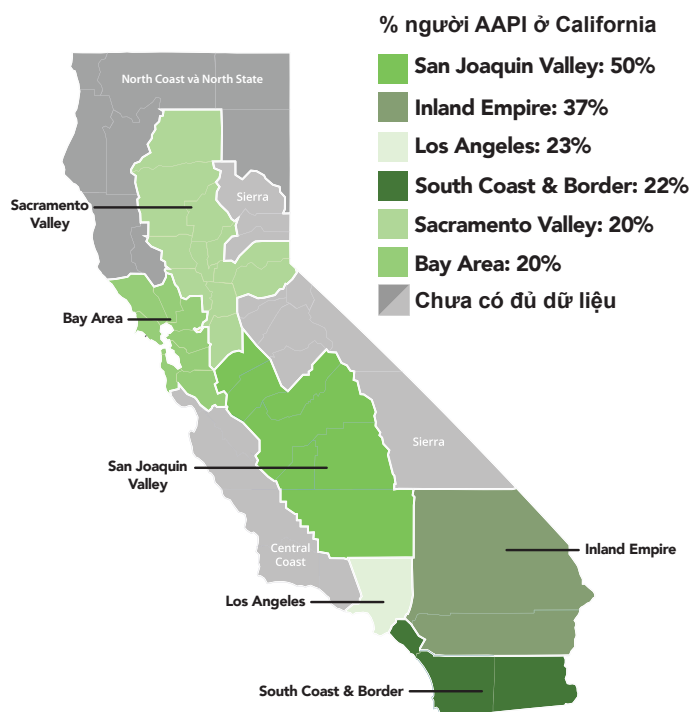 % người AAPI ở California
San Joaquin Valley: 50%
Inland Empire: 37%
Los Angeles: 23%
South Coast & Border: 22%
Sacramento Valley: 20%
Bay Area: 20%
Chưa có đủ dữ liệu
North Coast và North State
Sierra
Sacramento
Valley
Bay Area
Sierra
San Joaquin
Valley
Central
Coast
Inland Empire
Los Angeles
South Coast & Border